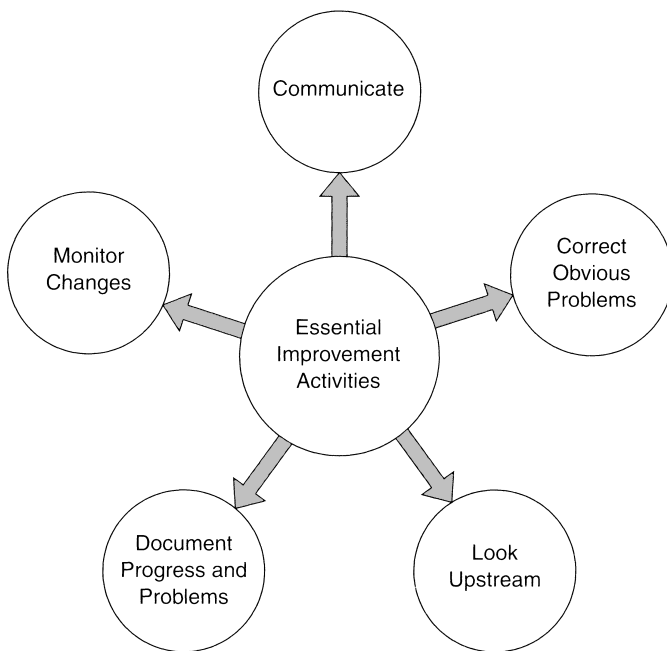 Communicate
Monitor
Changes
Correct
Obvious
Problems
Essential
Improvement
Activities
Document
Progress and
Problems
Look
Upstream